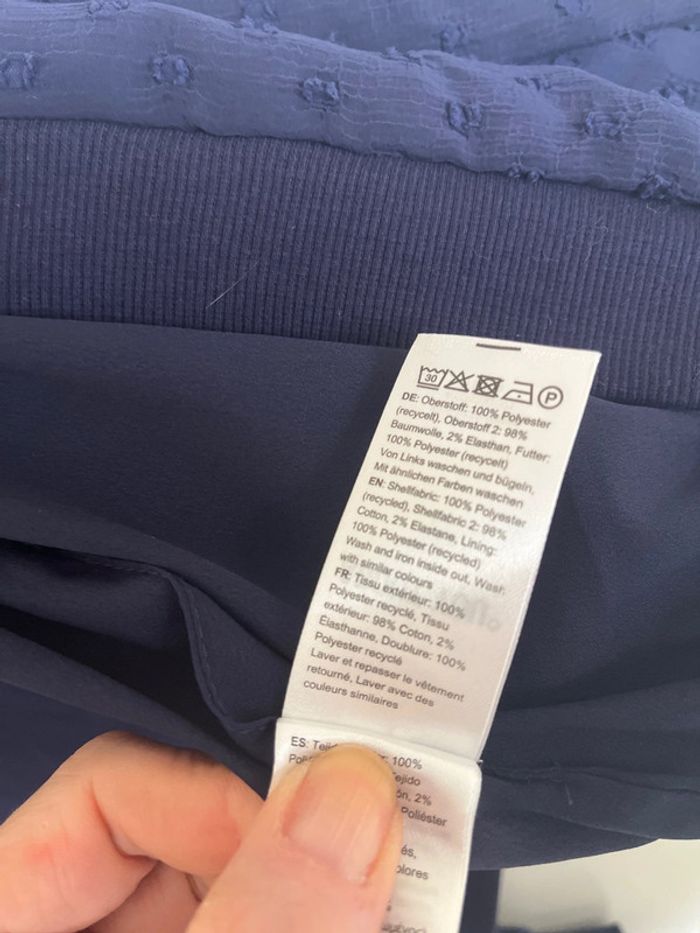 30 P
DE: Oberstoff: 100% Polyester
(recycelt), Oberstoff 2: 98%
Baumwolle, 2% Elasthan, Futter:
100% Polyester (recycelt)
Von Links waschen und bügeln,
Mit ähnlichen Farben waschen
EN: Shellfabric: 100% Polyester
(recycled), Shellfabric 2: 98%
Cotton, 2% Elastane, Lining:
100% Polyester (recycled)
Wash and iron inside out, Wash
with similar colours
FR: Tissu extérieur: 100%
Polyester recyclé, Tissu
extérieur: 98% Coton, 2%
Élasthanne, Doublure: 100%
Polyester recyclé
Laver et repasser le vêtement
retourné, Laver avec des
couleurs similaires
ES: 100%
2%
Poliéster